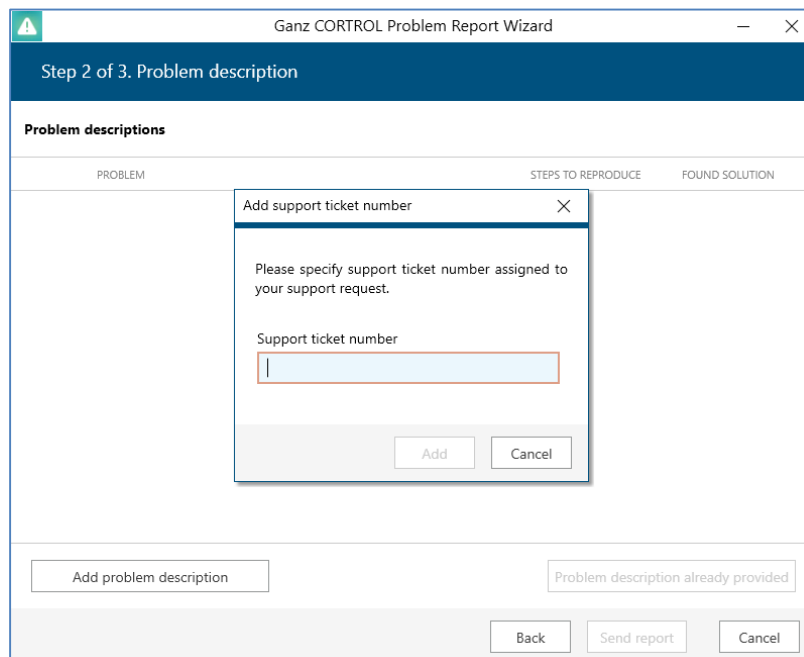 Ganz CORTROL Problem Report Wizard
Step 2 of 3. Problem description
Problem descriptions
PROBLEM STEPS TO REPRODUCE FOUND SOLUTION
Add support ticket number
Please specify support ticket number assigned to
your support request.
Support ticket number
Add Cancel
Add problem description Problem description already provided
Back Send report Cancel